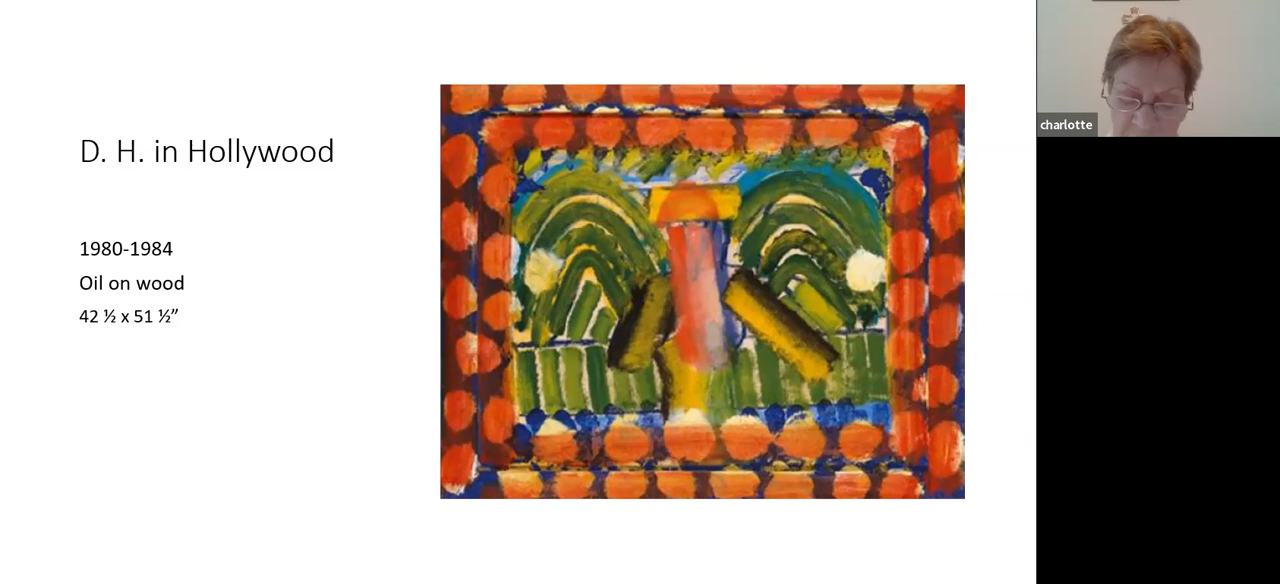 D. H. in Hollywood
1980-1984
Oil on wood
42 ½ x 51 ½”
charlotte